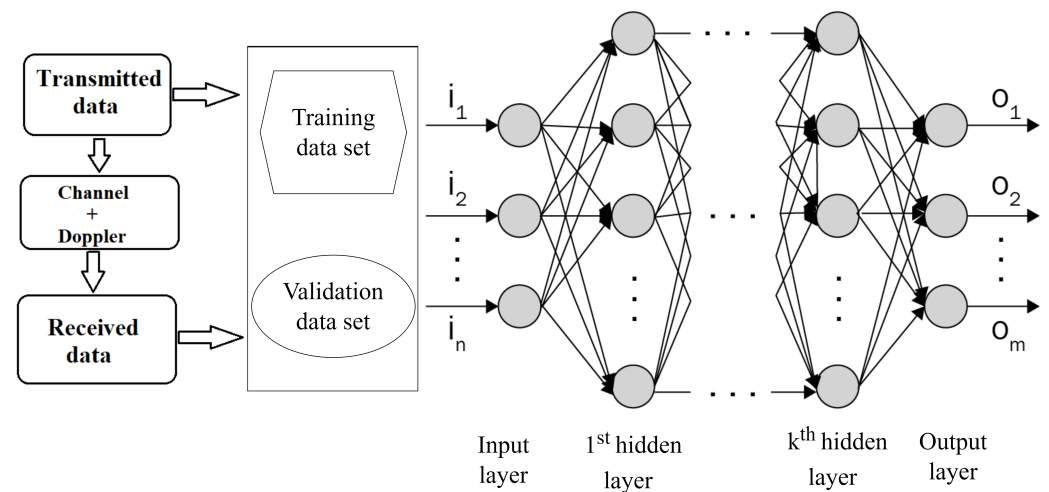 Transmitted
data
Channel
+
Doppler
Received
data
Training
data set
Validation
data set
i1
i2
in
O1
O2
Om
Input
layer
1st hidden
layer
kth hidden
layer
Output
layer